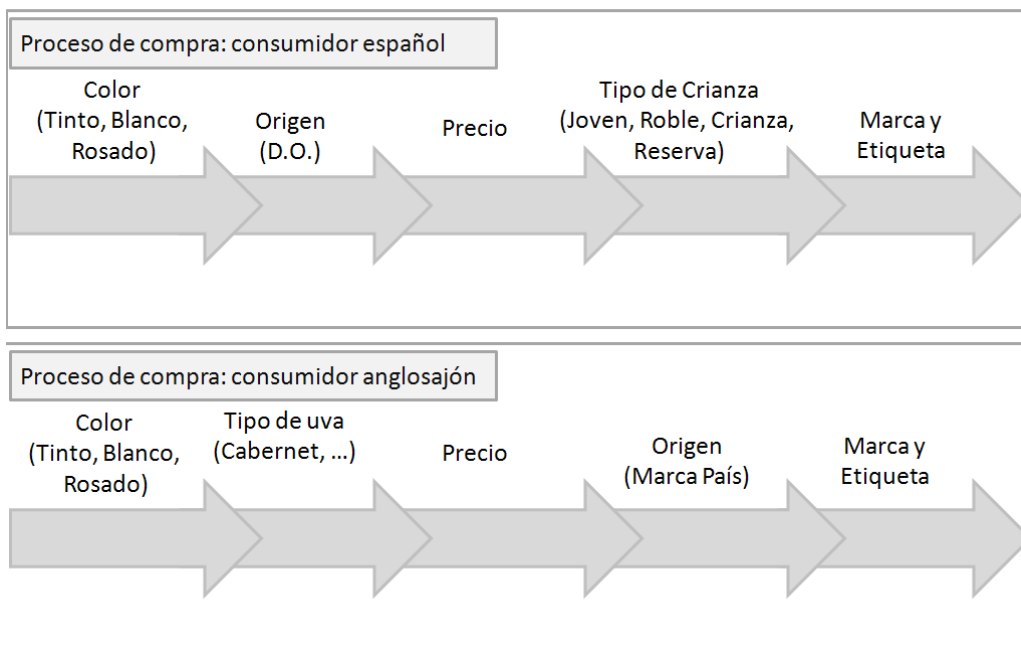 Proceso de compra: consumidor español
Color
(Tinto, Blanco,
Rosado)
Origen
(D.O.)
Precio
Tipo de Crianza
(Joven, Roble, Crianza,
Reserva)
Marca y
Etiqueta
Proceso de compra: consumidor anglosajón
Color
(Tinto, Blanco,
Rosado)
Tipo de uva
(Cabernet, ...)
Precio
Origen
(Marca País)
Marca y
Etiqueta